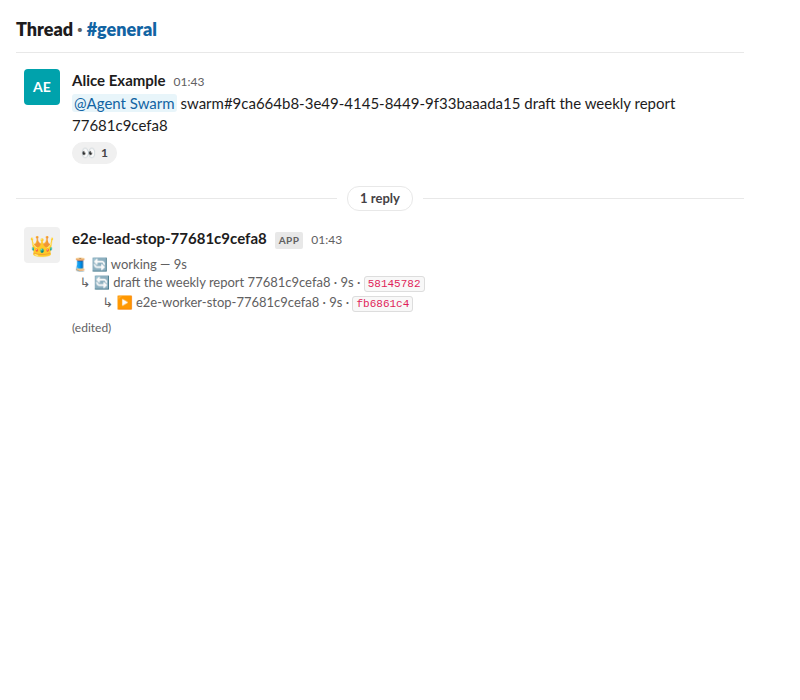 Thread • #general
AE
Alice Example 01:43
@Agent Swarm swarm#9ca664b8-3e49-4145-8449-9f33baaada15 draft the weekly report
77681c9cefa8
👀 1
1 reply
e2e-lead-stop-77681c9cefa8 APP 01:43
🧵 🔄 working — 9s
↳ 🔄 draft the weekly report 77681c9cefa8 · 9s · 58145782
↳ ▶️ e2e-worker-stop-77681c9cefa8 · 9s · fb6861c4
(edited)